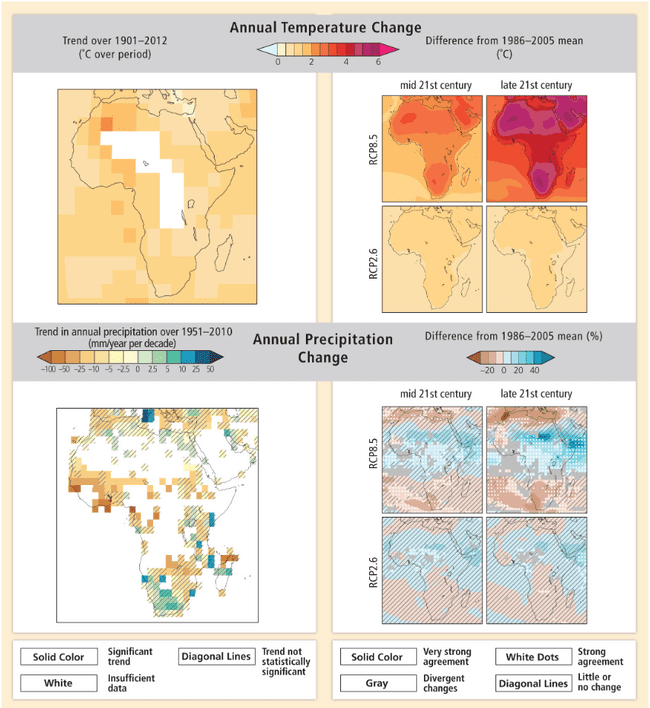 Annual Temperature Change
Trend over 1901–2012
(˚C over period)
0 2 4 6
Difference from 1986–2005 mean
(˚C)
mid 21st century
late 21st century
RCP8.5
RCP2.6
Trend in annual precipitation over 1951–2010
(mm/year per decade)
−100 −50 −25 −10 −5 −2.5 0 2.5 5 10 25 50
Annual Precipitation
Change
Difference from 1986–2005 mean (%)
−20 0 20 40
mid 21st century
late 21st century
RCP8.5
RCP2.6
Solid Color
Significant
trend
Diagonal Lines
Trend not
statistically
significant
White
Insufficient
data
Solid Color
Very strong
agreement
White Dots
Strong
agreement
Gray
Divergent
changes
Diagonal Lines
Little or
no change